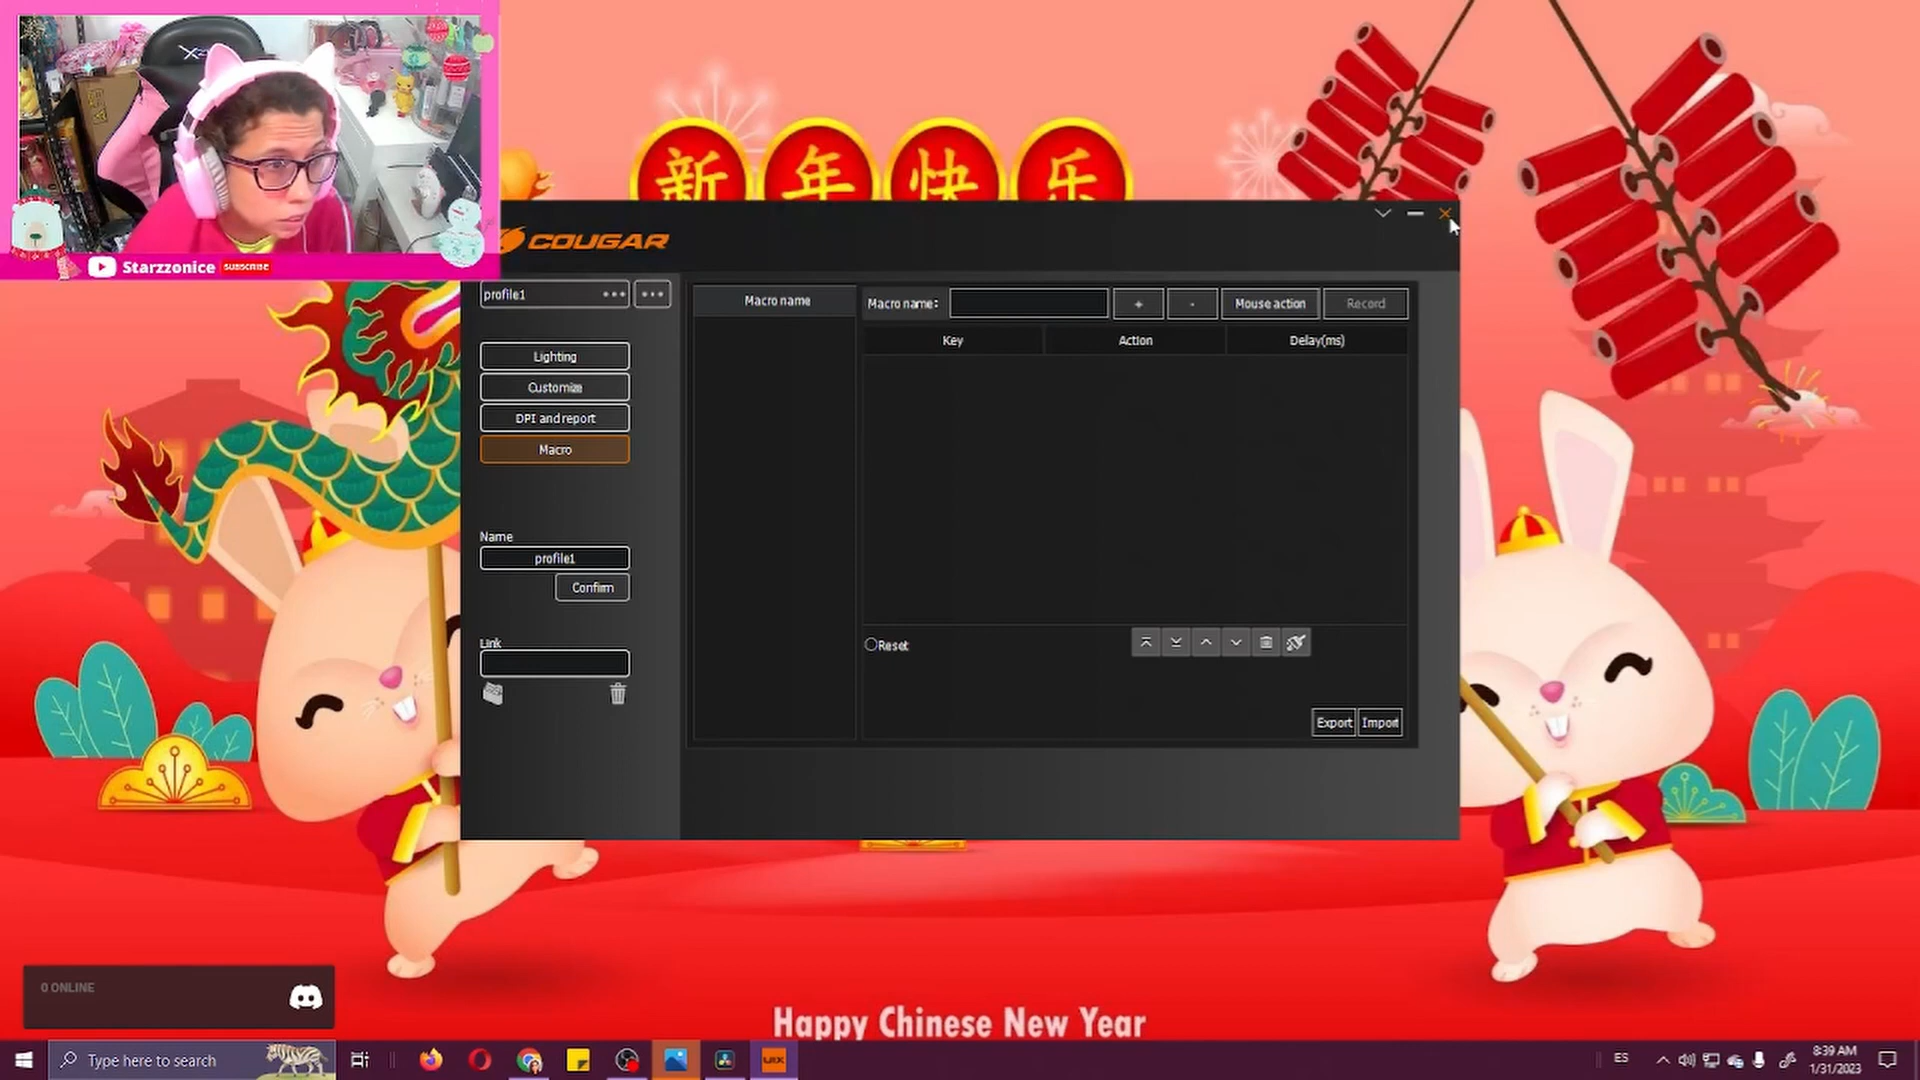 新年快乐
Starzzonice SUBSCRIBE
COUGAR
profile1
Macro name
Macro name:
+
-
Mouse action
Record
Key
Action
Delay(ms)
Lighting
Customize
DPI and report
Macro
Name
profile1
Confirm
Link
Reset
Export
Import
0 ONLINE
Happy Chinese New Year
Type here to search
UIX
ES
8:39 AM
1/31/2023